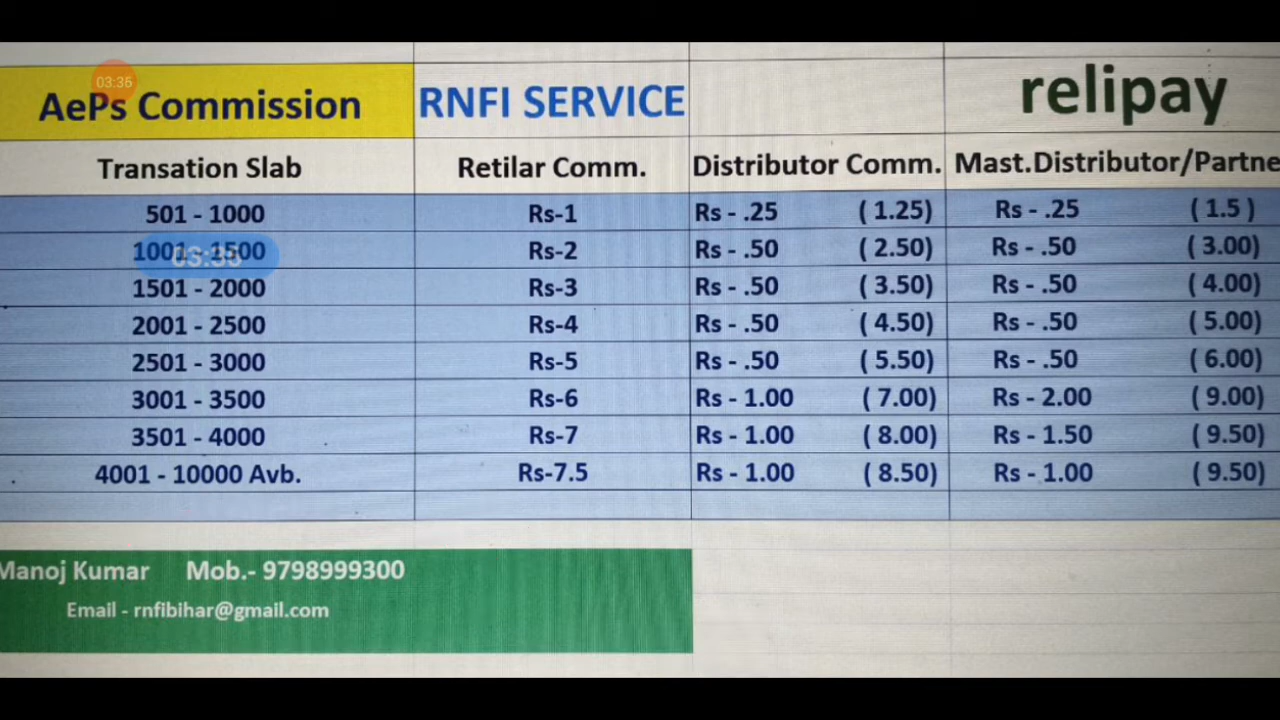 03:36
AePs Commission RNFI SERVICE relipay
Transation Slab Retilar Comm. Distributor Comm. Mast.Distributor/Partne
501 - 1000 Rs-1 Rs - .25 ( 1.25) Rs - .25 ( 1.5 )
1001 - 1500 Rs-2 Rs - .50 ( 2.50) Rs - .50 ( 3.00)
1501 - 2000 Rs-3 Rs - .50 ( 3.50) Rs - .50 ( 4.00)
2001 - 2500 Rs-4 Rs - .50 ( 4.50) Rs - .50 ( 5.00)
2501 - 3000 Rs-5 Rs - .50 ( 5.50) Rs - .50 ( 6.00)
3001 - 3500 Rs-6 Rs - 1.00 ( 7.00) Rs - 2.00 ( 9.00)
3501 - 4000 Rs-7 Rs - 1.00 ( 8.00) Rs - 1.50 ( 9.50)
4001 - 10000 Avb. Rs-7.5 Rs - 1.00 ( 8.50) Rs - 1.00 ( 9.50)
Manoj Kumar Mob.- 9798999300
Email - rnfibihar@gmail.com